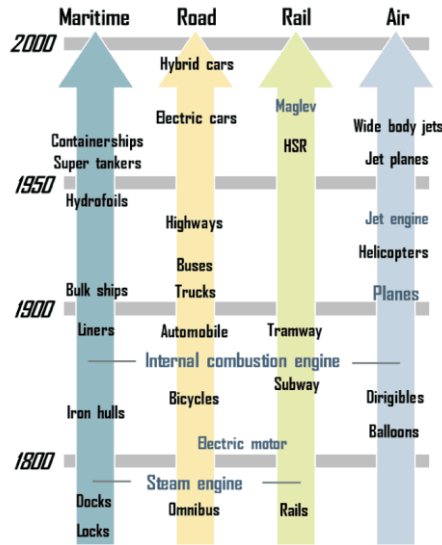 Maritime Road Rail Air
2000
Hybrid cars
Maglev
Electric cars
Wide body jets
Containerships
HSR
Super tankers
Jet planes
1950
Hydrofoils
Highways
Jet engine
Helicopters
Buses
Bulk ships
Trucks
Planes
1900
Liners
Automobile
Tramway
Internal combustion engine
Subway
Bicycles
Dirigibles
Iron hulls
Balloons
Electric motor
1800
Steam engine
Docks
Omnibus
Rails
Locks